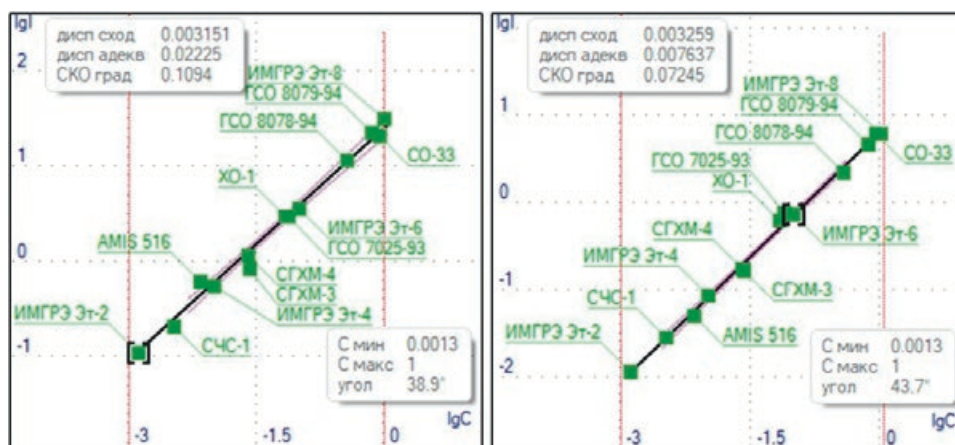 lgI
дисп сход 0.003151
дисп адекв 0.02225
СКО град 0.1094
2
ИМГРЭ Эт-8
ГСО 8079-94
ГСО 8078-94
СО-33
1
ХО-1
ИМГРЭ Эт-6
ГСО 7025-93
AMIS 516
0
СГХМ-4
СГХМ-3
ИМГРЭ Эт-4
ИМГРЭ Эт-2
СЧС-1
-1
С мин 0.0013
С макс 1
угол 38.9°
-3 -1.5 0 lgC
lgI
дисп сход 0.003259
дисп адекв 0.007637
СКО град 0.07245
ИМГРЭ Эт-8
ГСО 8079-94
1
ГСО 8078-94
СО-33
ГСО 7025-93
ХО-1
0
ИМГРЭ Эт-6
СГХМ-4
ИМГРЭ Эт-4
СГХМ-3
-1
СЧС-1
AMIS 516
ИМГРЭ Эт-2
-2
С мин 0.0013
С макс 1
угол 43.7°
-3 -1.5 0 lgC